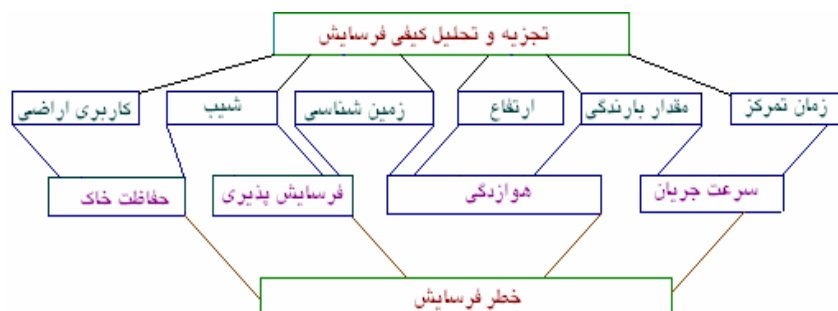 تجزیه و تحلیل کیفی فرسایش
زمان تمرکز
مقدار بارندگی
ارتفاع
زمین شناسی
شیب
کاربری اراضی
سرعت جریان
هوازدگی
فرسایش پذیری
حفاظت خاک
خطر فرسایش